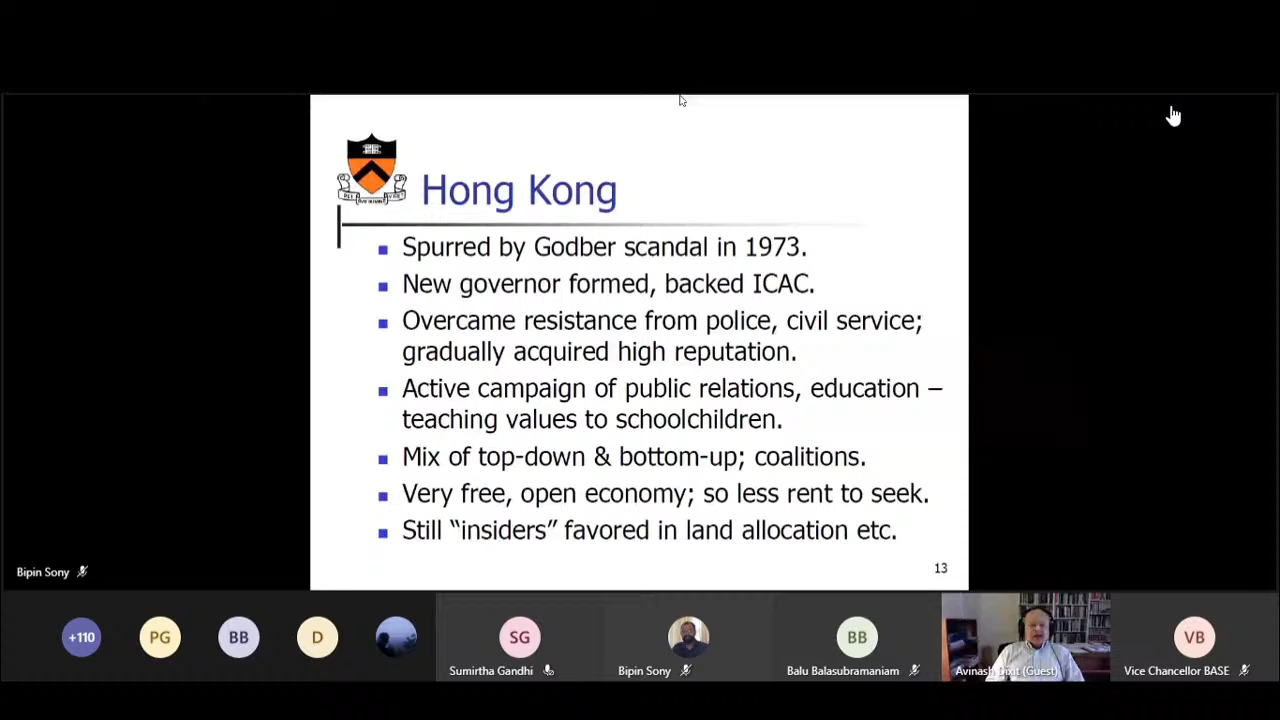 Hong Kong
Spurred by Godber scandal in 1973.
New governor formed, backed ICAC.
Overcame resistance from police, civil service;
gradually acquired high reputation.
Active campaign of public relations, education –
teaching values to schoolchildren.
Mix of top-down & bottom-up; coalitions.
Very free, open economy; so less rent to seek.
Still “insiders” favored in land allocation etc.
13
Bipin Sony
+110
PG
BB
D
SG
BB
VB
Sumirtha Gandhi
Bipin Sony
Balu Balasubramaniam
Avinash Dixit (Guest)
Vice Chancellor BASE